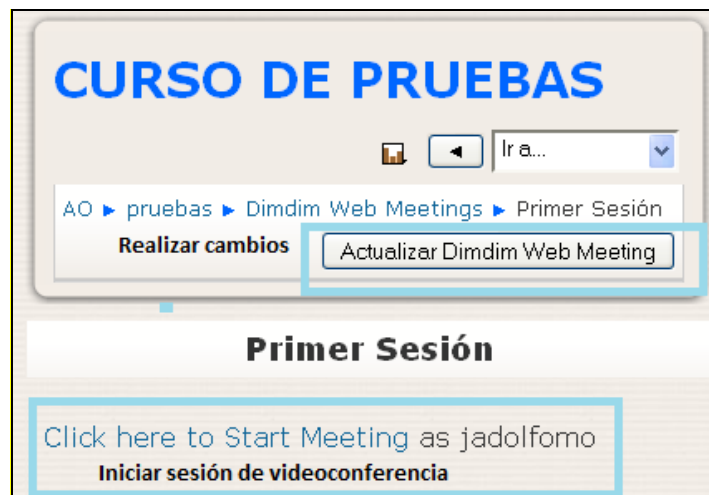 CURSO DE PRUEBAS
Ir a...
AO ► pruebas ► Dimdim Web Meetings ► Primer Sesión
Realizar cambios Actualizar Dimdim Web Meeting
Primer Sesión
Click here to Start Meeting as jadolfomo
Iniciar sesión de videoconferencia